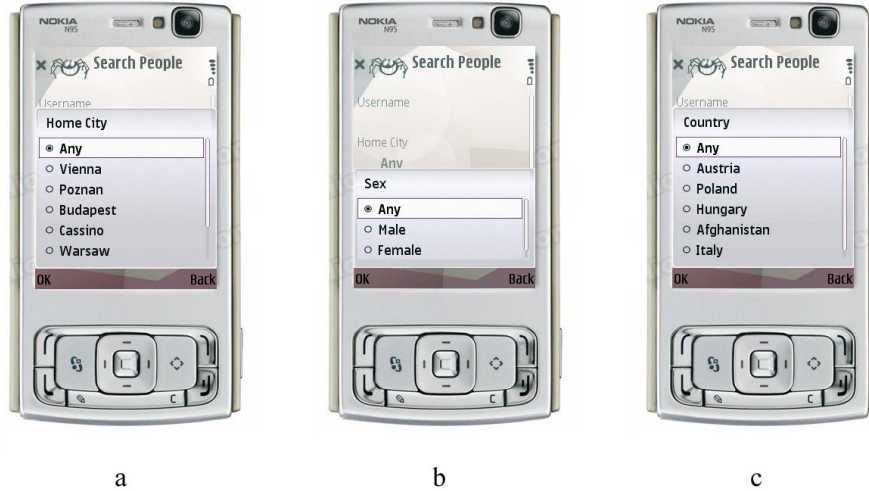 NOKIA
N95
Search People
Username
Home City
Any
Vienna
Poznan
Budapest
Cassino
Warsaw
OK Back
C
NOKIA
N95
Search People
Username
Home City
Any
Sex
Any
Male
Female
OK Back
C
NOKIA
N95
Search People
Username
Country
Any
Austria
Poland
Hungary
Afghanistan
Italy
OK Back
C
a b c